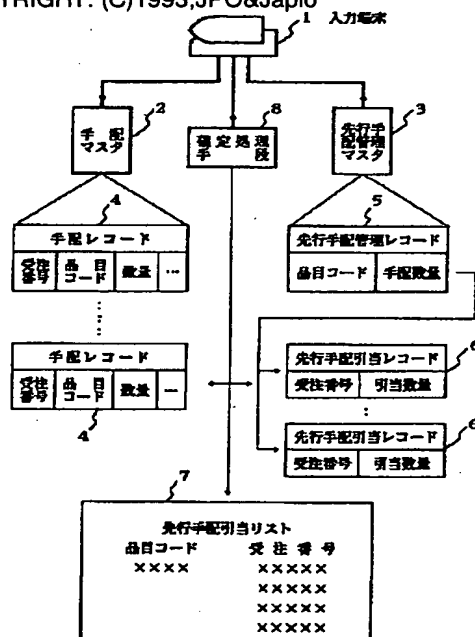 YRIGHT: (C)1993,JPO&Japio
1 入力端末
2
8
3
手配
マスタ
確定処理
手段
先行手
配管理
マスタ
4
5
手配レコード
受注
番号
品目
コード
数量
…
先行手配管理レコード
品目コード
手配数量
手配レコード
受注
番号
品目
コード
数量
…
4
先行手配引当レコード
受注番号
引当数量
6
先行手配引当レコード
受注番号
引当数量
6
7
先行手配引当リスト
品目コード 受注番号
×××× ×××××
×××××
×××××
×××××